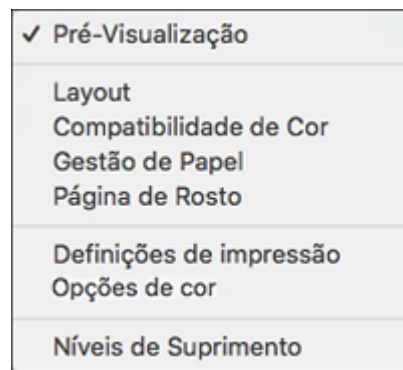 ✓ Pré-Visualização
Layout
Compatibilidade de Cor
Gestão de Papel
Página de Rosto
Definições de impressão
Opções de cor
Níveis de Suprimento